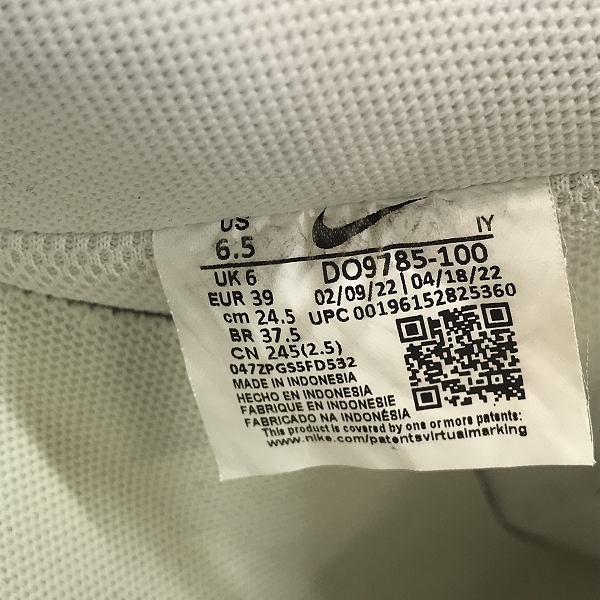 US
6.5
IY
UK 6
DO9785-100
EUR 39
02/09/22 | 04/18/22
cm 24.5
UPC 00196152825360
BR 37.5
CN 245(2.5)
047ZPGS5FD532
MADE IN INDONESIA
HECHO EN INDONESIA
FABRIQUE EN INDONESIE
FABRICADO NA INDONÉSIA
This product is covered by one or more patents:
www.nike.com/patentsvirtualmarking